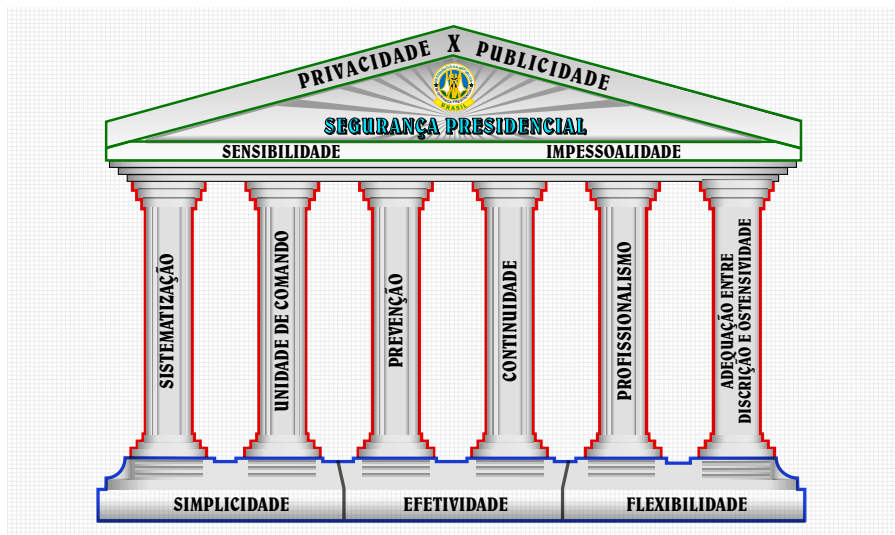 PRIVACIDADE X PUBLICIDADE
BRASIL
SEGURANÇA PRESIDENCIAL
SENSIBILIDADE
IMPESSOALIDADE
SISTEMATIZAÇÃO
UNIDADE DE COMANDO
PREVENÇÃO
CONTINUIDADE
PROFISSIONALISMO
ADEQUAÇÃO ENTRE
DISCRIÇÃO E OSTENSIVIDADE
SIMPLICIDADE
EFETIVIDADE
FLEXIBILIDADE